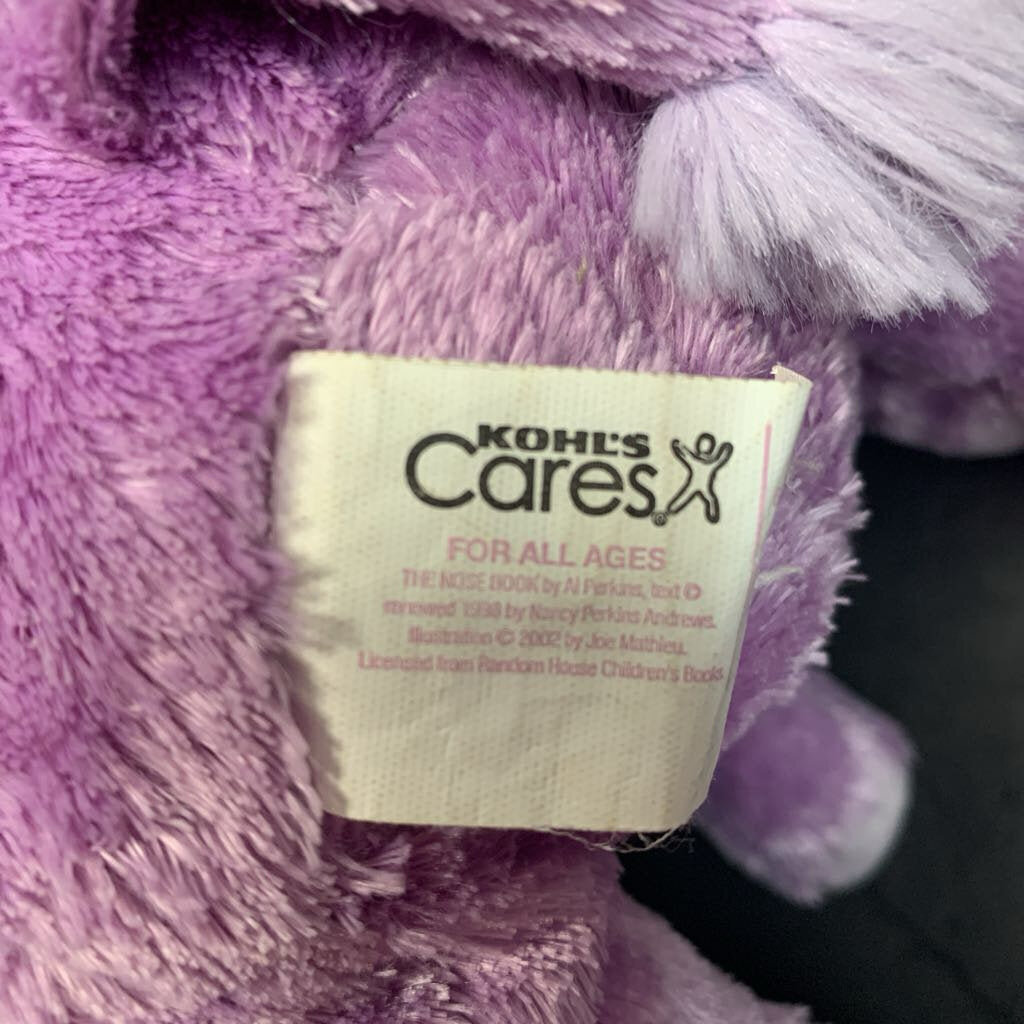 KOHL'S
Cares®
FOR ALL AGES
THE NOSE BOOK by Al Perkins, text ©
renewed 1998 by Nancy Perkins Andrews.
Illustration © 2002 by Joe Mathieu.
Licensed from Random House Children's Books